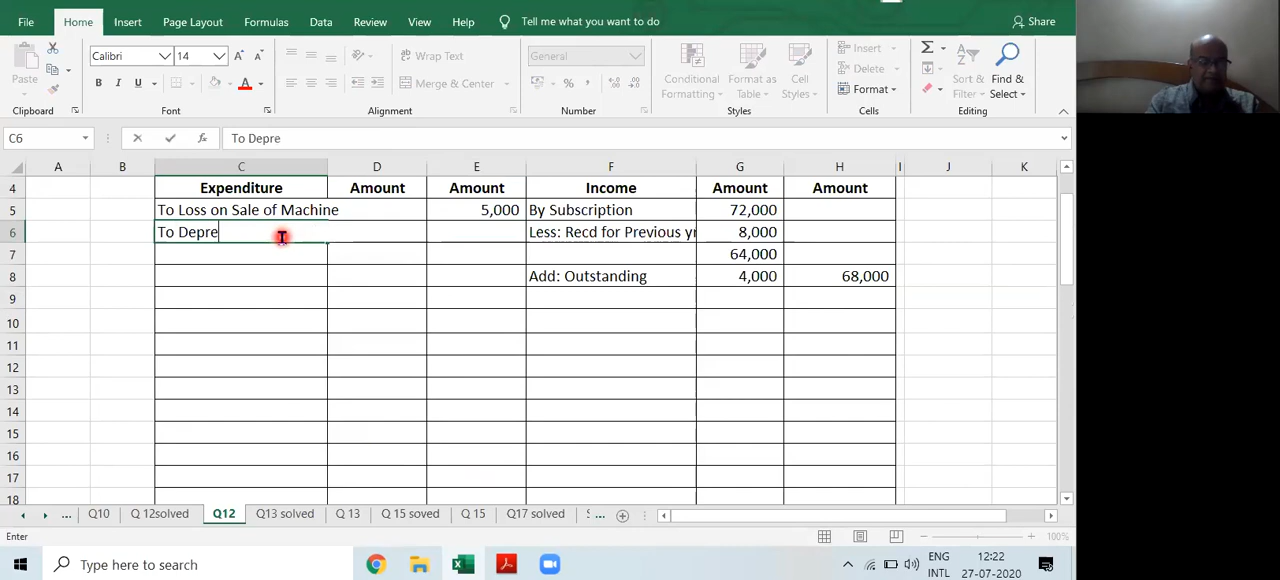 File Home Insert Page Layout Formulas Data Review View Help Tell me what you want to do Share
Calibri 14 Wrap Text General Insert
Paste B I U Merge & Center Conditional Formatting Format as Table Cell Styles Delete Format Sort & Filter Find & Select
Clipboard Font Alignment Number Styles Cells Editing
C6 To Depre
A B C D E F G H I J K
4 Expenditure Amount Amount Income Amount Amount
5 To Loss on Sale of Machine 5,000 By Subscription 72,000
6 To Depre Less: Recd for Previous yr 8,000
7 64,000
8 Add: Outstanding 4,000 68,000
9
10
11
12
13
14
15
16
17
18
... Q10 Q 12solved Q12 Q13 solved Q 13 Q 15 soved Q 15 Q17 solved ...
Enter 100%
Type here to search ENG INTL 12:22 27-07-2020